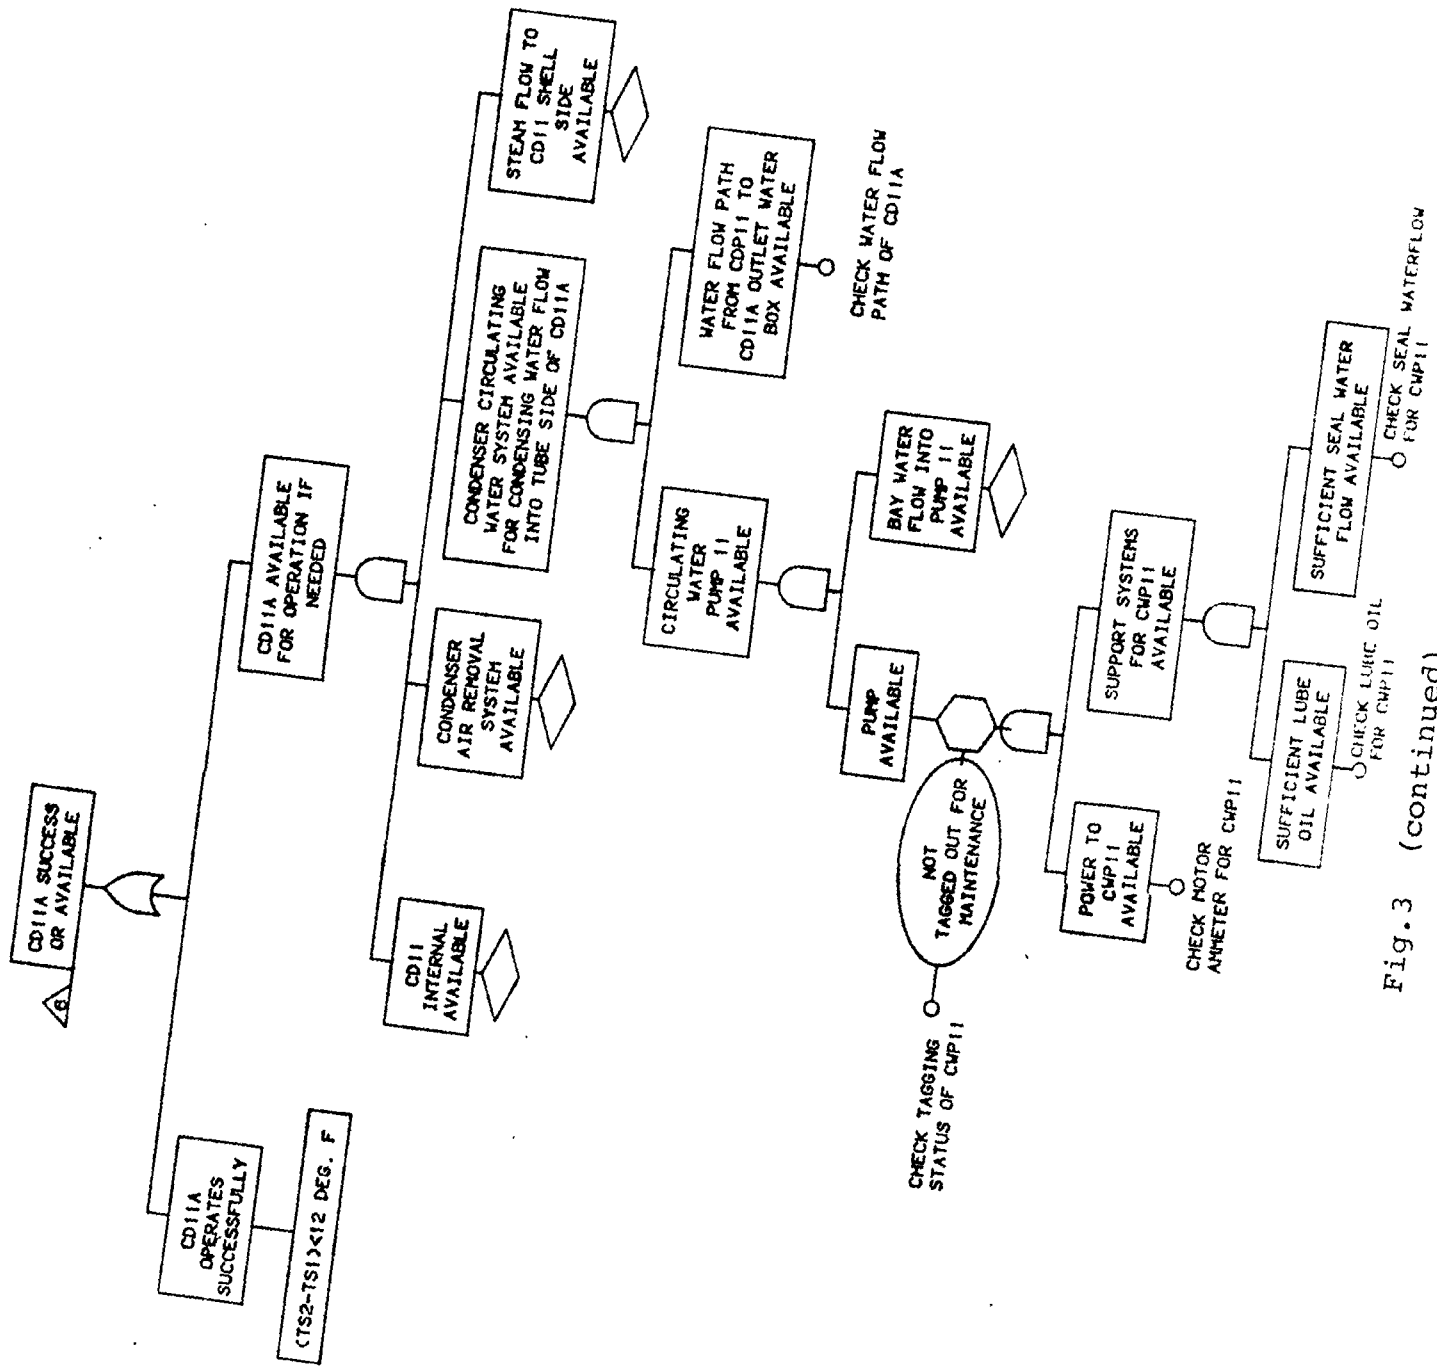 6
CD11A SUCCESS
OR AVAILABLE
CD11A
OPERATES
SUCCESSFULLY
(TS2-TS1)<12 DEG. F
CD11A AVAILABLE
FOR OPERATION IF
NEEDED
CD11
INTERNAL
AVAILABLE
CONDENSER
AIR REMOVAL
SYSTEM
AVAILABLE
CONDENSER CIRCULATING
WATER SYSTEM AVAILABLE
FOR CONDENSING WATER FLOW
INTO TUBE SIDE OF CD11A
STEAM FLOW TO
CD11 SHELL
SIDE
AVAILABLE
CIRCULATING
WATER
PUMP 11
AVAILABLE
WATER FLOW PATH
FROM CDP11 TO
CD11A OUTLET WATER
BOX AVAILABLE
CHECK WATER FLOW
PATH OF CD11A
PUMP
AVAILABLE
BAY WATER
FLOW INTO
PUMP 11
AVAILABLE
NOT
TAGGED OUT FOR
MAINTENANCE
CHECK TAGGING
STATUS OF CWP11
POWER TO
CWP11
AVAILABLE
CHECK MOTOR
AMMETER FOR CWP11
SUPPORT SYSTEMS
FOR CWP11
AVAILABLE
SUFFICIENT LUBE
OIL AVAILABLE
CHECK LUBE OIL
FOR CWP11
SUFFICIENT SEAL WATER
FLOW AVAILABLE
CHECK SEAL WATERFLOW
FOR CWP11
Fig.3 (continued)